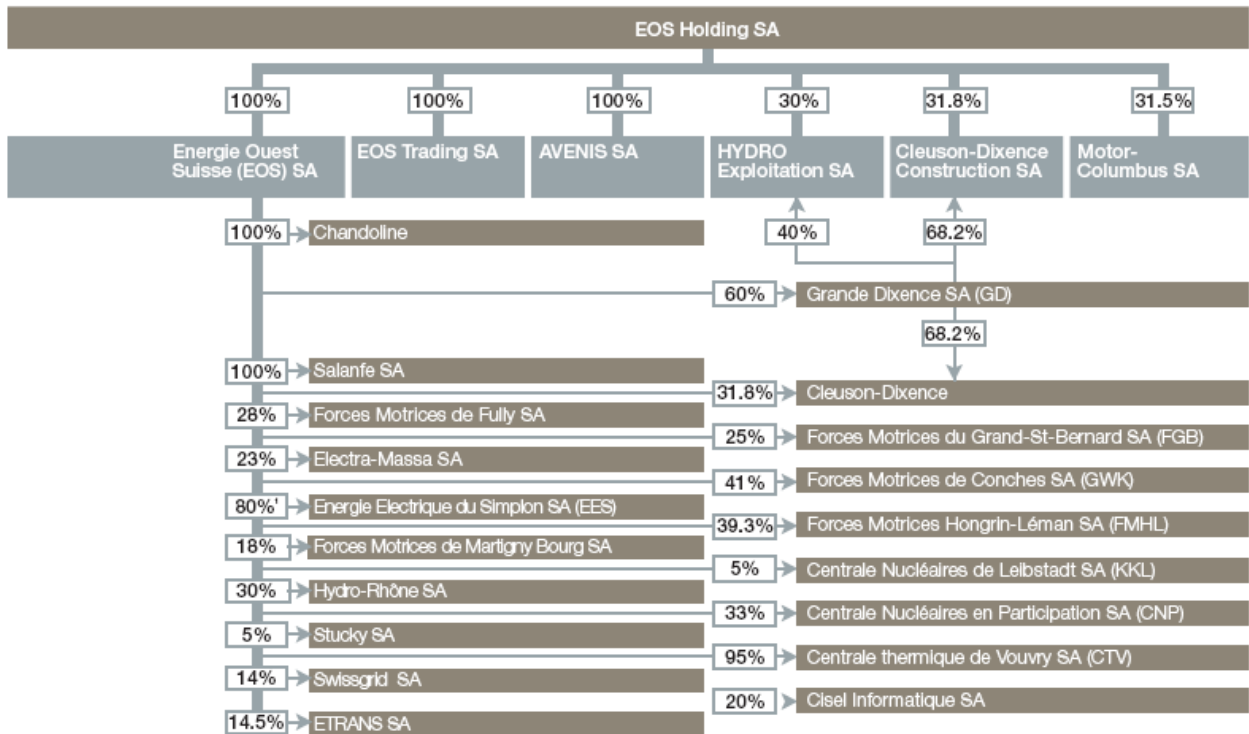 EOS Holding SA
100%
100%
100%
30%
31.8%
31.5%
Energie Ouest
Suisse (EOS) SA
EOS Trading SA
AVENIS SA
HYDRO
Exploitation SA
Cleuson-Dixence
Construction SA
Motor-
Columbus SA
100%
Chandoline
40%
68.2%
60%
Grande Dixence SA (GD)
68.2%
100%
Salanfe SA
31.8%
Cleuson-Dixence
28%
Forces Motrices de Fully SA
25%
Forces Motrices du Grand-St-Bernard SA (FGB)
23%
Electra-Massa SA
41%
Forces Motrices de Conches SA (GWK)
80%¹
Energie Electrique du Simplon SA (EES)
39.3%
Forces Motrices Hongrin-Léman SA (FMHL)
18%
Forces Motrices de Martigny Bourg SA
5%
Centrale Nucléaires de Leibstadt SA (KKL)
30%
Hydro-Rhône SA
33%
Centrale Nucléaires en Participation SA (CNP)
5%
Stucky SA
95%
Centrale thermique de Vouvry SA (CTV)
14%
Swissgrid SA
20%
Cisel Informatique SA
14.5%
ETRANS SA